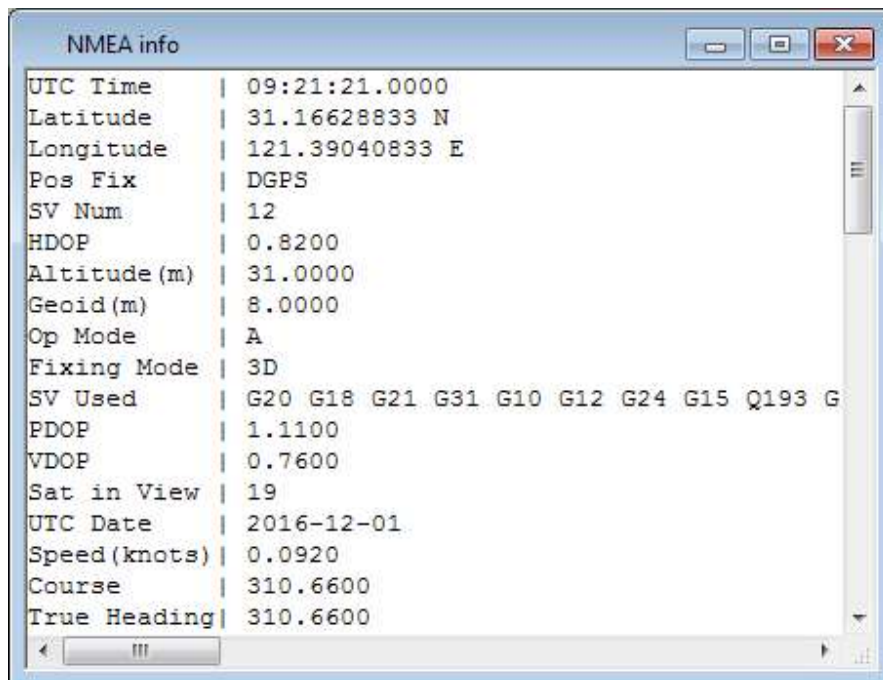 NMEA info
UTC Time | 09:21:21.0000
Latitude | 31.16628833 N
Longitude | 121.39040833 E
Pos Fix | DGPS
SV Num | 12
HDOP | 0.8200
Altitude(m) | 31.0000
Geoid(m) | 8.0000
Op Mode | A
Fixing Mode | 3D
SV Used | G20 G18 G21 G31 G10 G12 G24 G15 Q193 G
PDOP | 1.1100
VDOP | 0.7600
Sat in View | 19
UTC Date | 2016-12-01
Speed(knots)| 0.0920
Course | 310.6600
True Heading| 310.6600